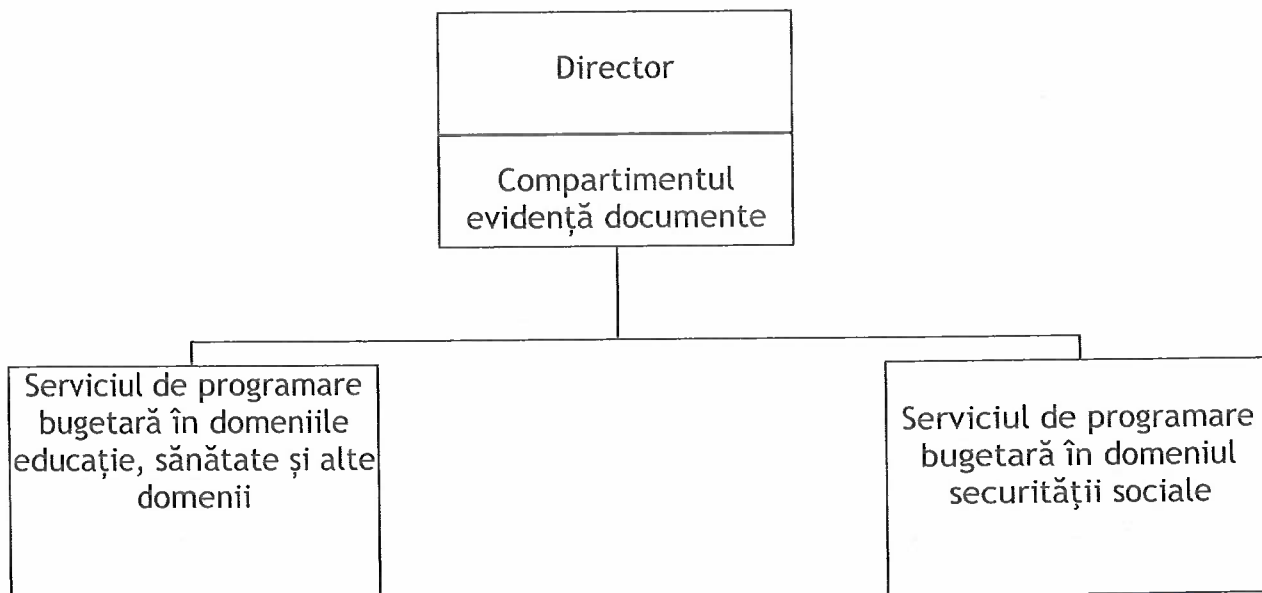 Director
Compartimentul
evidență documente
Serviciul de programare
bugetară în domeniile
educație, sănătate și alte
domenii
Serviciul de programare
bugetară în domeniul
securităţii sociale